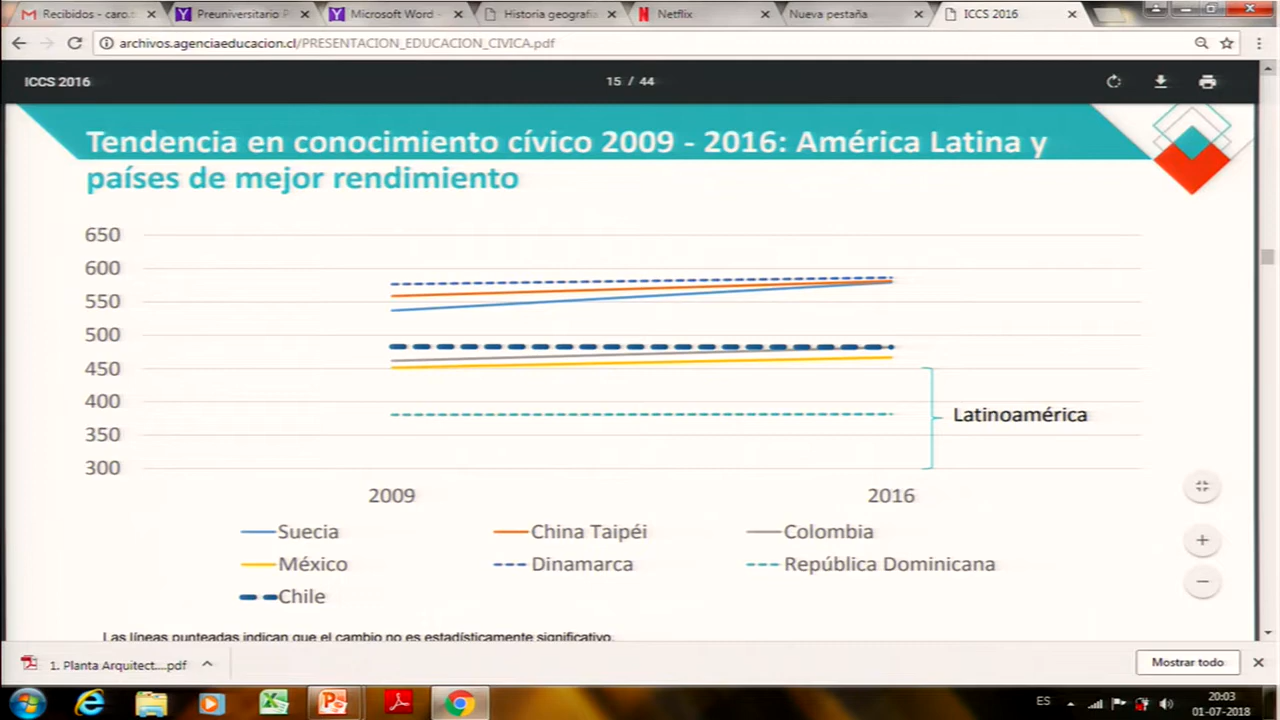 Recibidos - caro.c
Preuniversitario P
Microsoft Word -
Historia geografía
Netflix
Nueva pestaña
ICCS 2016
archivos.agenciaeducacion.cl/PRESENTACION_EDUCACION_CIVICA.pdf
ICCS 2016
15 / 44
Tendencia en conocimiento cívico 2009 - 2016: América Latina y
países de mejor rendimiento
650
600
550
500
450
400
350
300
Latinoamérica
2009
2016
Suecia
China Taipéi
Colombia
México
Dinamarca
República Dominicana
Chile
Las líneas punteadas indican que el cambio no es estadísticamente significativo.
1. Planta Arquitect....pdf
Mostrar todo
ES
20:03
01-07-2018